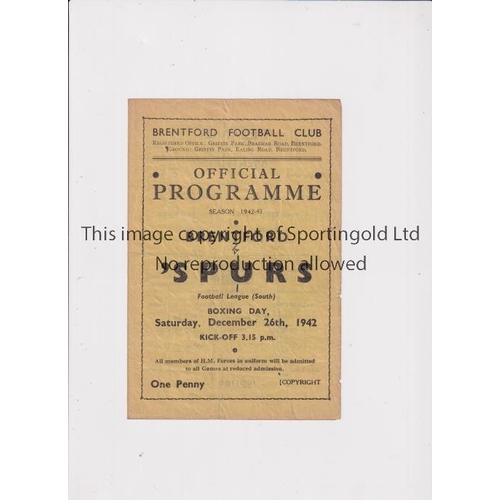 BRENTFORD FOOTBALL CLUB
REGISTERED OFFICE: GRIFFIN PARK, BRAEMAR ROAD, BRENTFORD.
GROUND: GRIFFIN PARK, EALING ROAD, BRENTFORD.
OFFICIAL
PROGRAMME
SEASON 1942-43
This image copyright of Sportingold Ltd
BRENTFORD
No reproduction allowed
'SPURS
Football League (South)
BOXING DAY,
Saturday, December 26th, 1942
KICK-OFF 3.15 p.m.
All members of H.M. Forces in uniform will be admitted
to all Games at reduced admission.
One Penny [COPYRIGHT